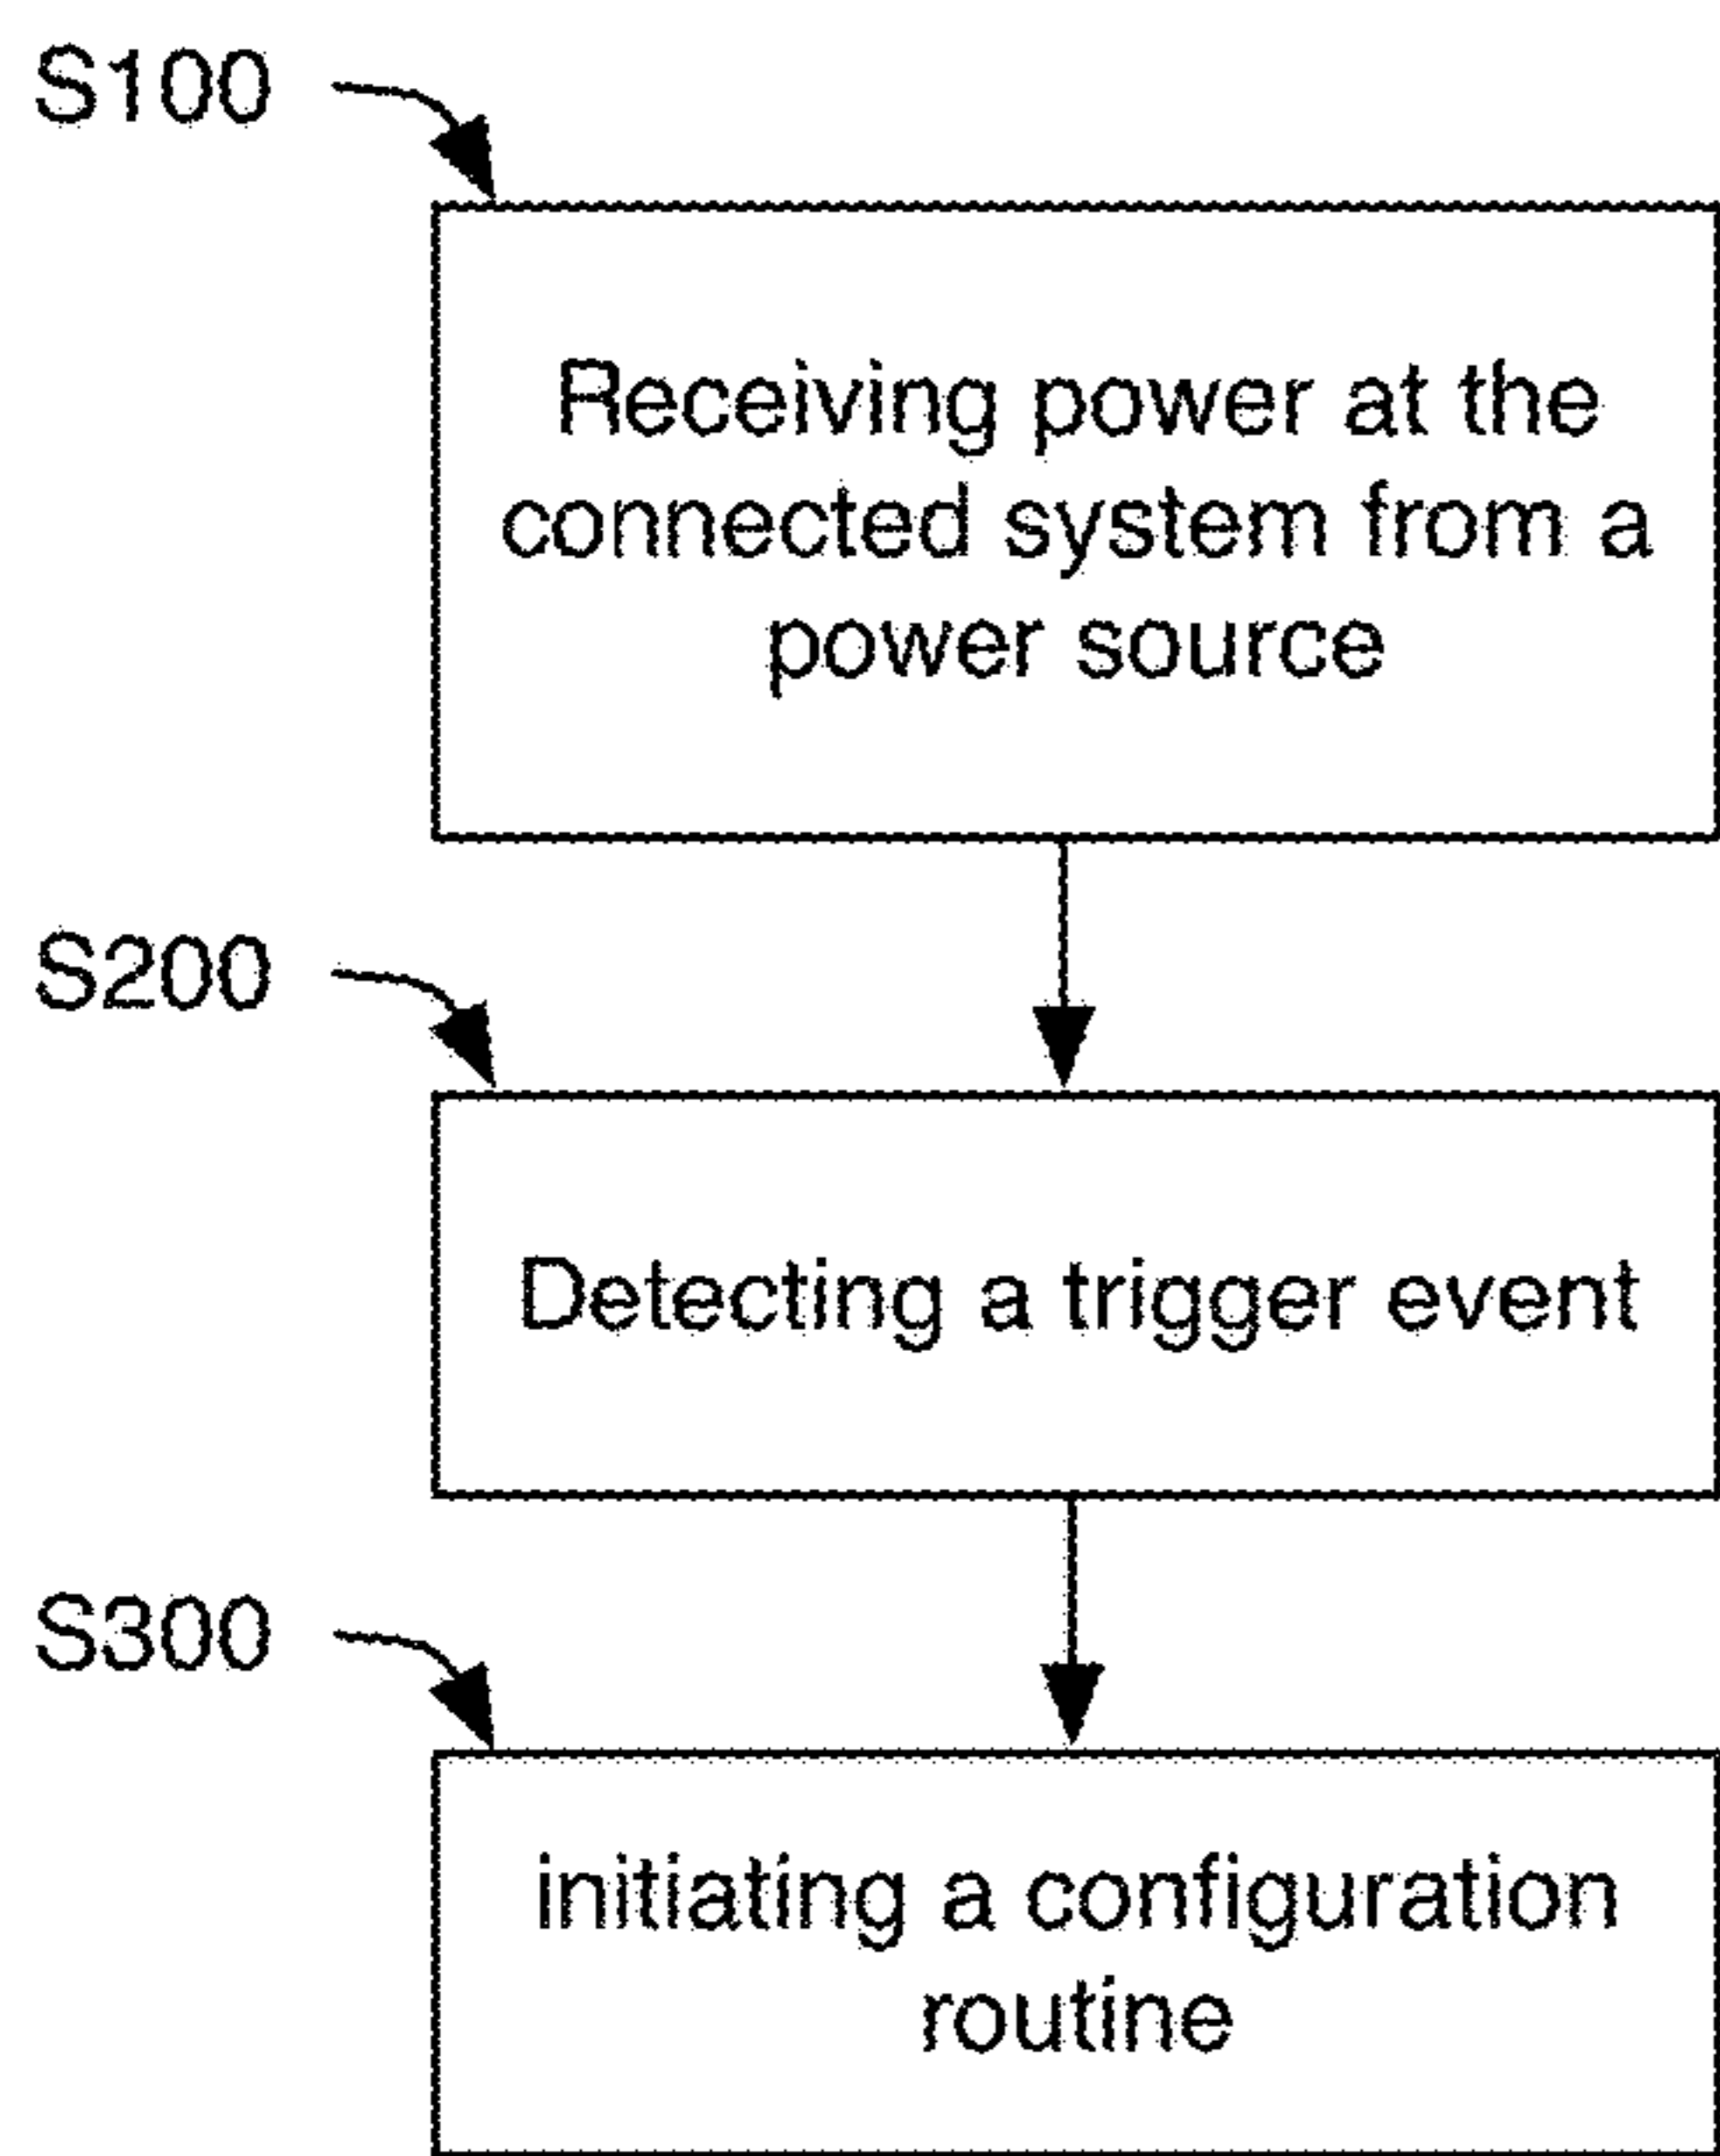 S100
Receiving power at the
connected system from a
power source
S200
Detecting a trigger event
S300
initiating a configuration
routine